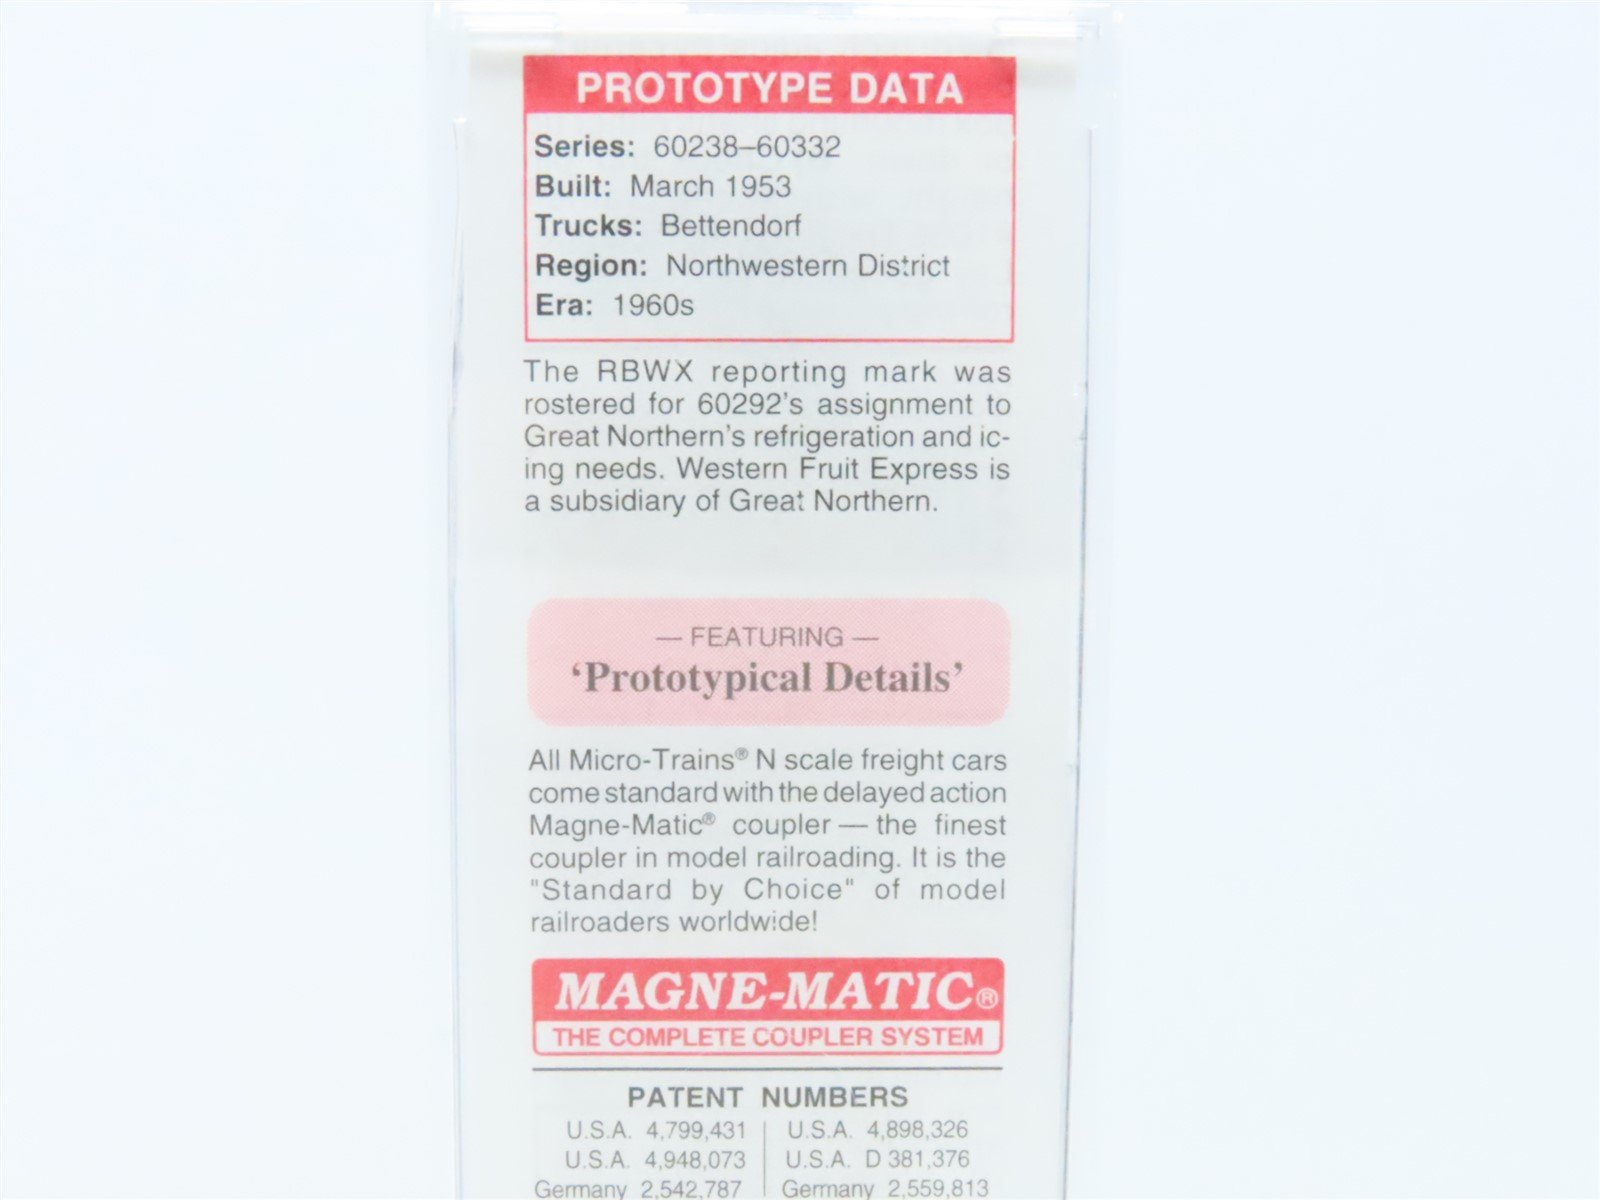 PROTOTYPE DATA
Series: 60238–60332
Built: March 1953
Trucks: Bettendorf
Region: Northwestern District
Era: 1960s
The RBWX reporting mark was
rostered for 60292's assignment to
Great Northern's refrigeration and ic-
ing needs. Western Fruit Express is
a subsidiary of Great Northern.
— FEATURING —
‘Prototypical Details’
All Micro-Trains® N scale freight cars
come standard with the delayed action
Magne-Matic® coupler — the finest
coupler in model railroading. It is the
"Standard by Choice" of model
railroaders worldwide!
MAGNE-MATIC®
THE COMPLETE COUPLER SYSTEM
PATENT NUMBERS
U.S.A. 4,799,431 U.S.A. 4,898,326
U.S.A. 4,948,073 U.S.A. D 381,376
Germany 2,542,787 Germany 2,559,813